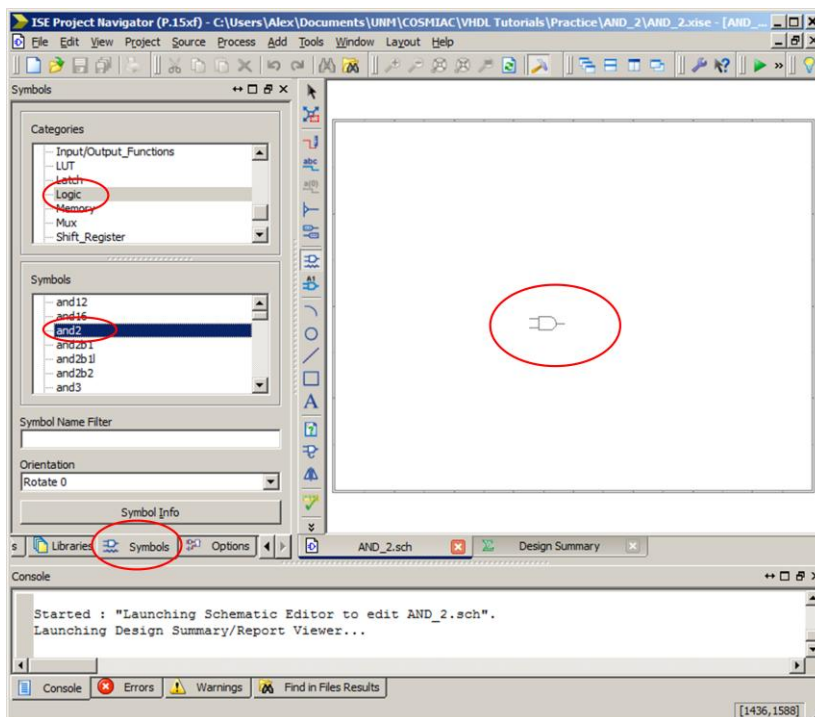 ISE Project Navigator (P.15xf) - C:\Users\Alex\Documents\UNM\COSMIAC\VHDL Tutorials\Practice\AND_2\AND_2.xise - [AND_...
File Edit View Project Source Process Add Tools Window Layout Help
Symbols
Categories
Input/Output_Functions
LUT
Latch
Logic
Memory
Mux
Shift_Register
Symbols
and12
and16
and2
and2b1
and2b1l
and2b2
and3
Symbol Name Filter
Orientation
Rotate 0
Symbol Info
s Libraries Symbols Options
AND_2.sch Design Summary
Console
Started : "Launching Schematic Editor to edit AND_2.sch".
Launching Design Summary/Report Viewer...
Console Errors Warnings Find in Files Results
[1436,1588]